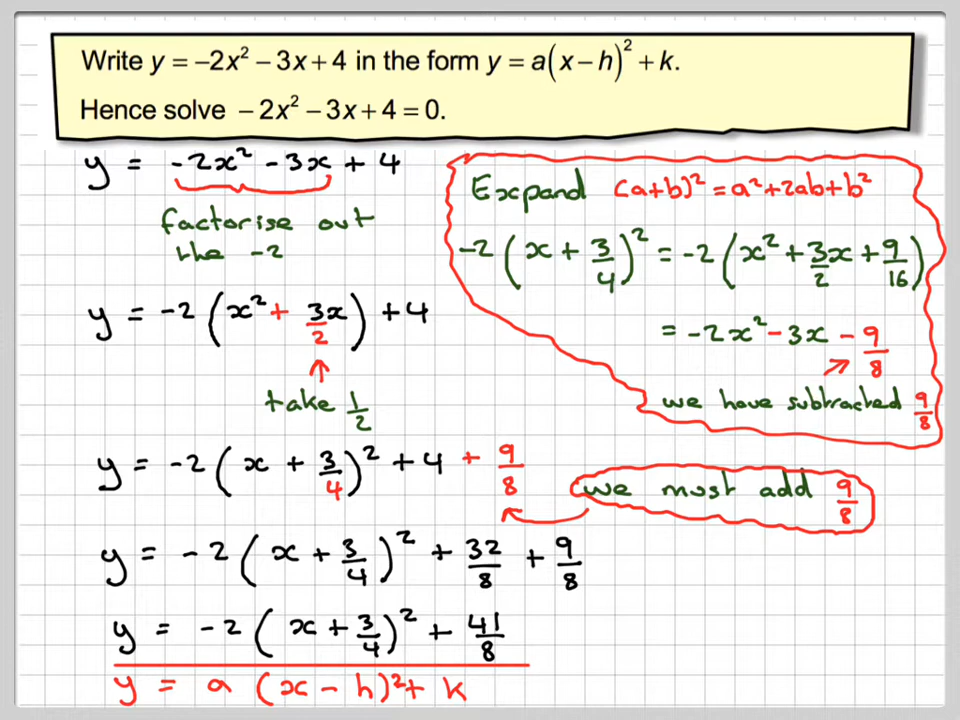 Write y = –2x² – 3x + 4 in the form y = a(x – h)² + k.
Hence solve – 2x² – 3x + 4 = 0.
y = -2x² - 3x + 4
factorise out
the -2
y = -2(x² + 3/2 x) + 4
take 1/2
y = -2(x + 3/4)² + 4 + 9/8
y = -2(x + 3/4)² + 32/8 + 9/8
y = -2(x + 3/4)² + 41/8
y = a (x - h)² + k
Expand (a+b)² = a² + 2ab + b²
-2(x + 3/4)² = -2(x² + 3x/2 + 9/16)
= -2x² - 3x - 9/8
we have subtracted 9/8
we must add 9/8